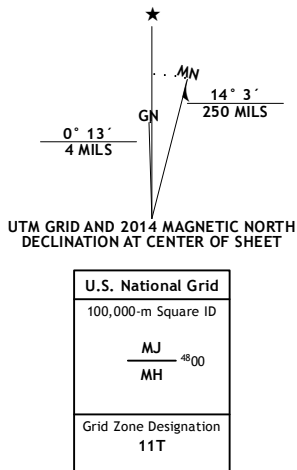 MN
GN
14° 3´
250 MILS
0° 13´
4 MILS
UTM GRID AND 2014 MAGNETIC NORTH
DECLINATION AT CENTER OF SHEET
U.S. National Grid
100,000-m Square ID
MJ
4800
MH
Grid Zone Designation
11T